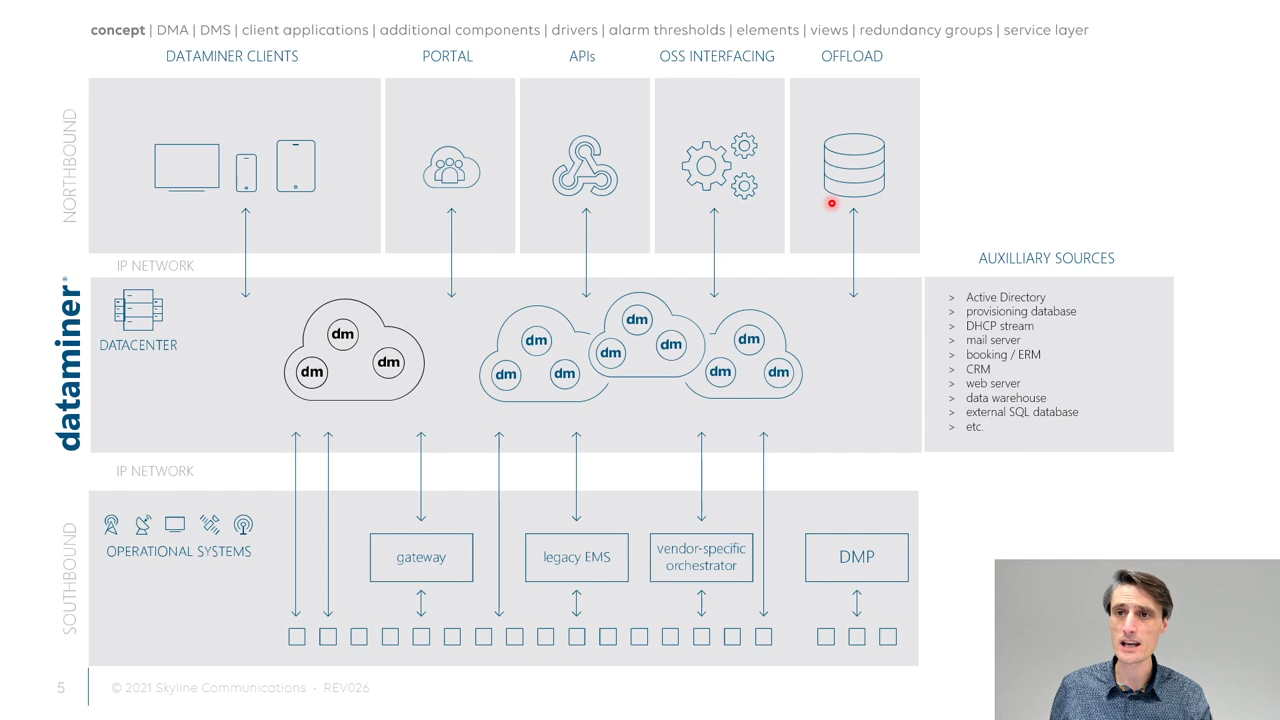 concept | DMA | DMS | client applications | additional components | drivers | alarm thresholds | elements | views | redundancy groups | service layer
DATAMINER CLIENTS
PORTAL
APIs
OSS INTERFACING
OFFLOAD
NORTHBOUND
IP NETWORK
AUXILLIARY SOURCES
dataminer®
DATACENTER
dm
dm
dm
dm
dm
dm
dm
dm
dm
dm
dm
dm
> Active Directory
> provisioning database
> DHCP stream
> mail server
> booking / ERM
> CRM
> web server
> data warehouse
> external SQL database
> etc.
IP NETWORK
SOUTHBOUND
OPERATIONAL SYSTEMS
gateway
legacy EMS
vendor-specific
orchestrator
DMP
5
© 2021 Skyline Communications - REV026